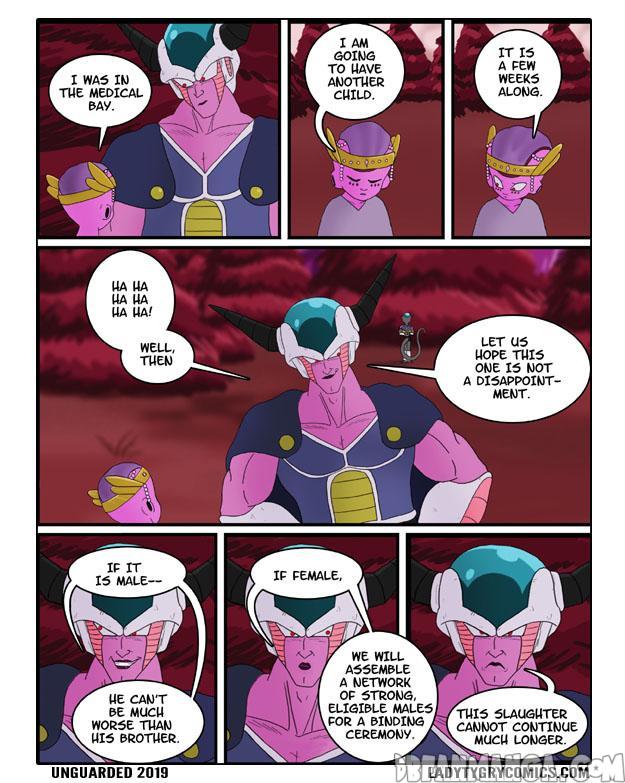 I WAS IN
THE MEDICAL
BAY.
I AM
GOING
TO HAVE
ANOTHER
CHILD.
IT IS
A FEW
WEEKS
ALONG.
HA HA
HA HA
HA HA!
WELL,
THEN
LET US
HOPE THIS
ONE IS NOT
A DISAPPOINT-
MENT.
IF IT
IS MALE--
HE CAN'T
BE MUCH
WORSE THAN
HIS BROTHER.
IF FEMALE,
WE WILL
ASSEMBLE
A NETWORK
OF STRONG,
ELIGIBLE MALES
FOR A BINDING
CEREMONY.
THIS SLAUGHTER
CANNOT CONTINUE
MUCH LONGER.
UNGUARDED 2019
LADYTYGRYCOMICS.COM